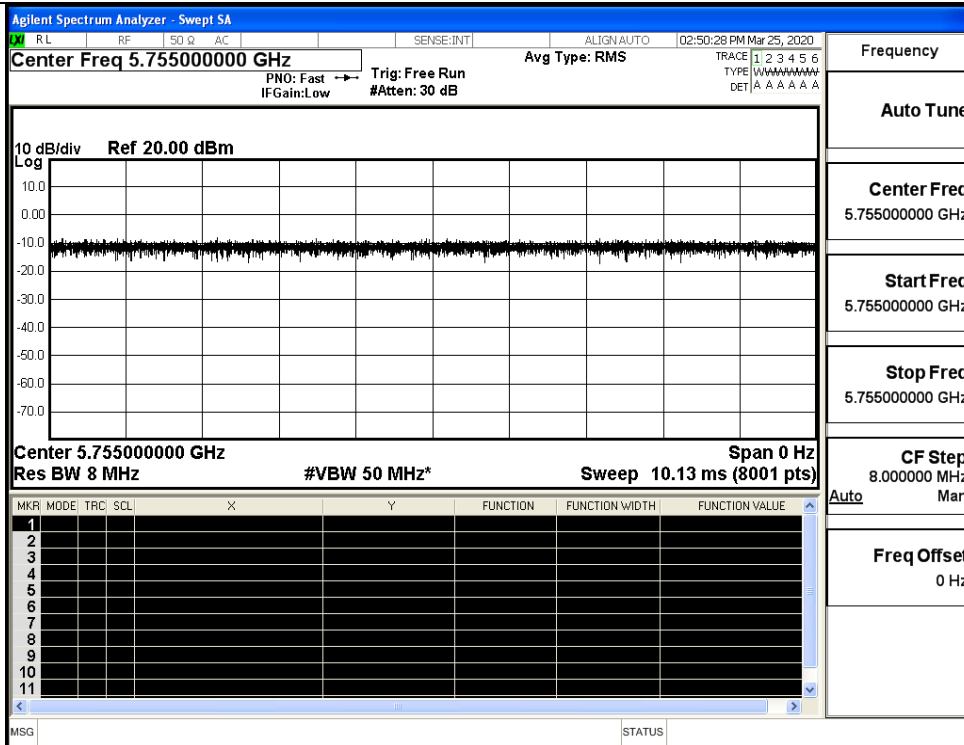 Agilent Spectrum Analyzer - Swept SA
LXI RL RF 50 Ω AC SENSE:INT ALIGN AUTO 02:50:28 PM Mar 25, 2020
Center Freq 5.755000000 GHz
PNO: Fast
IFGain:Low
Trig: Free Run
#Atten: 30 dB
Avg Type: RMS
TRACE 1 2 3 4 5 6
TYPE WWWWWW
DET A A A A A A
10 dB/div Ref 20.00 dBm
Log
10.0
0.00
-10.0
-20.0
-30.0
-40.0
-50.0
-60.0
-70.0
Center 5.755000000 GHz Span 0 Hz
Res BW 8 MHz #VBW 50 MHz* Sweep 10.13 ms (8001 pts)
MKR MODE TRC SCL X Y FUNCTION FUNCTION WIDTH FUNCTION VALUE
1
2
3
4
5
6
7
8
9
10
11
MSG STATUS
Frequency
Auto Tune
Center Freq
5.755000000 GHz
Start Freq
5.755000000 GHz
Stop Freq
5.755000000 GHz
CF Step
8.000000 MHz
Auto Man
Freq Offset
0 Hz